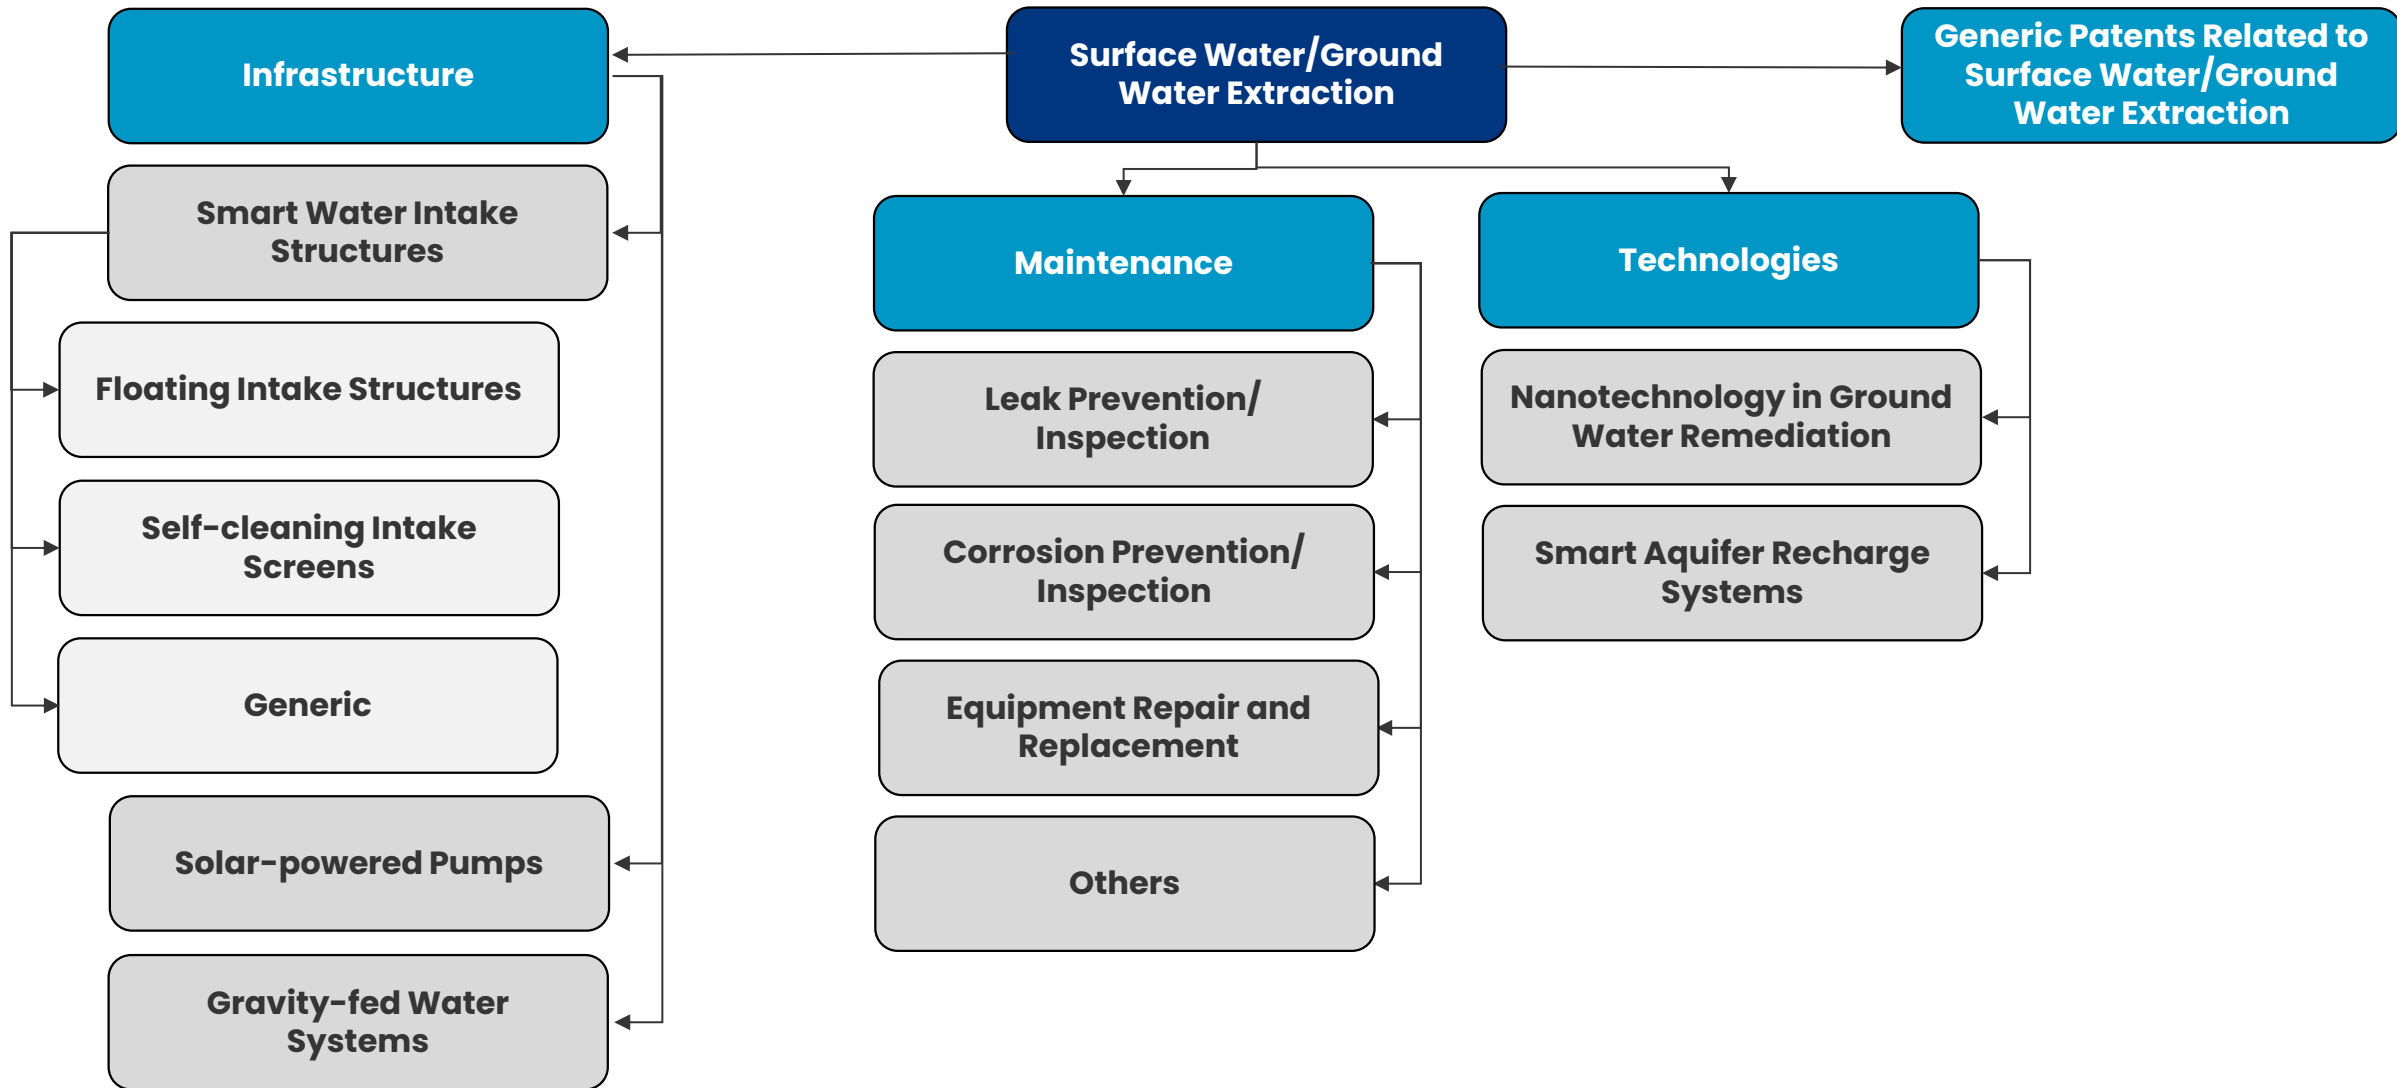 Infrastructure
Surface Water/Ground
Water Extraction
Generic Patents Related to
Surface Water/Ground
Water Extraction
Smart Water Intake
Structures
Floating Intake Structures
Self-cleaning Intake
Screens
Generic
Solar-powered Pumps
Gravity-fed Water
Systems
Maintenance
Leak Prevention/
Inspection
Corrosion Prevention/
Inspection
Equipment Repair and
Replacement
Others
Technologies
Nanotechnology in Ground
Water Remediation
Smart Aquifer Recharge
Systems